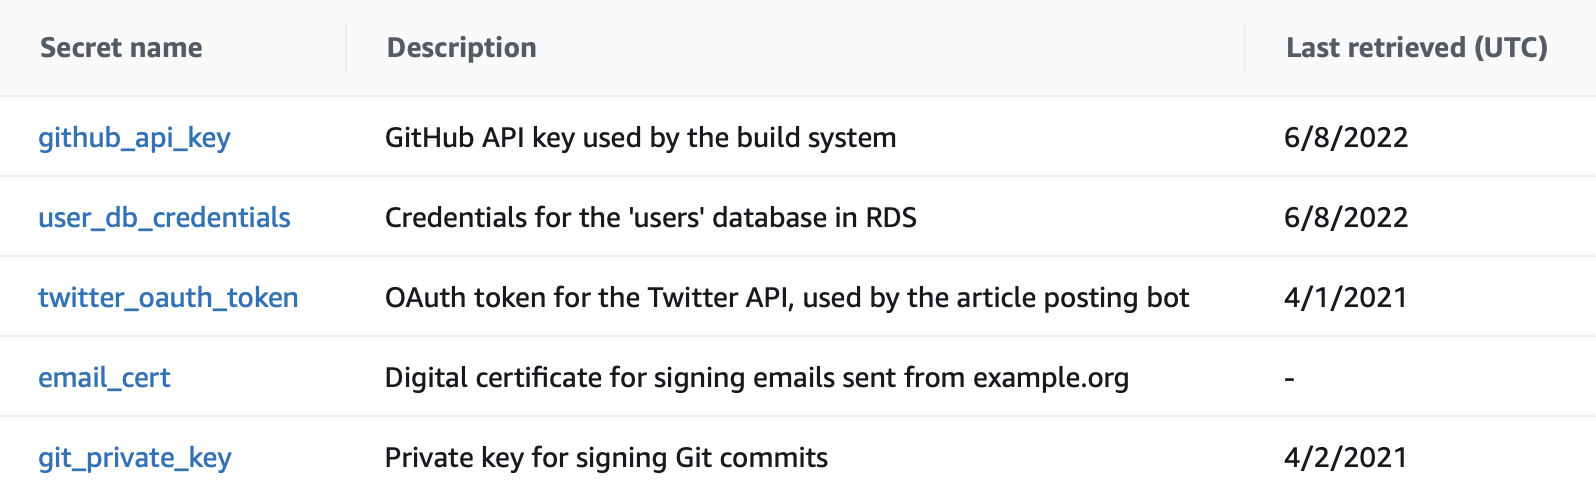 Secret name Description Last retrieved (UTC)
github_api_key GitHub API key used by the build system 6/8/2022
user_db_credentials Credentials for the 'users' database in RDS 6/8/2022
twitter_oauth_token OAuth token for the Twitter API, used by the article posting bot 4/1/2021
email_cert Digital certificate for signing emails sent from example.org -
git_private_key Private key for signing Git commits 4/2/2021